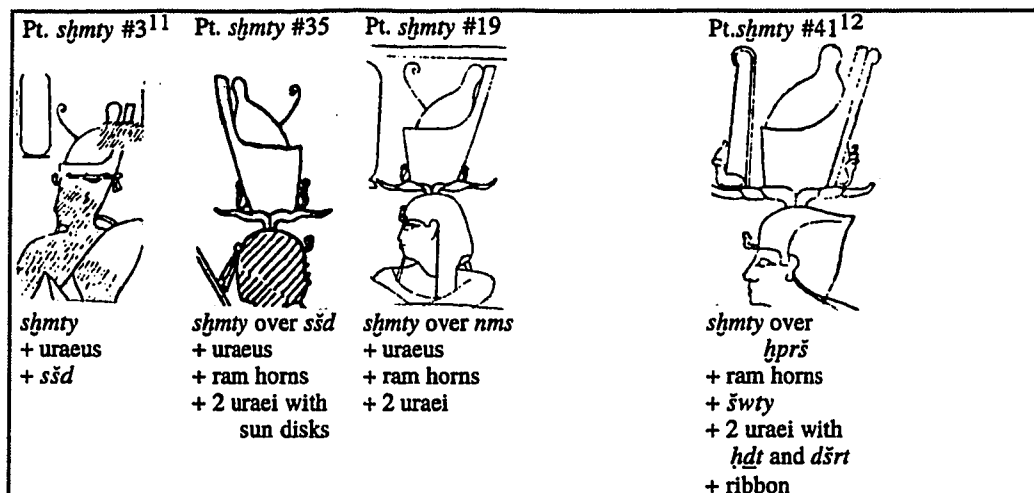 Pt. sḫmty #3¹¹
sḫmty
+ uraeus
+ sšd
Pt. sḫmty #35
sḫmty over sšd
+ uraeus
+ ram horns
+ 2 uraei with
sun disks
Pt. sḫmty #19
sḫmty over nms
+ uraeus
+ ram horns
+ 2 uraei
Pt.sḫmty #41¹²
sḫmty over
ḫprš
+ ram horns
+ šwty
+ 2 uraei with
ḥḏt and dšrt
+ ribbon